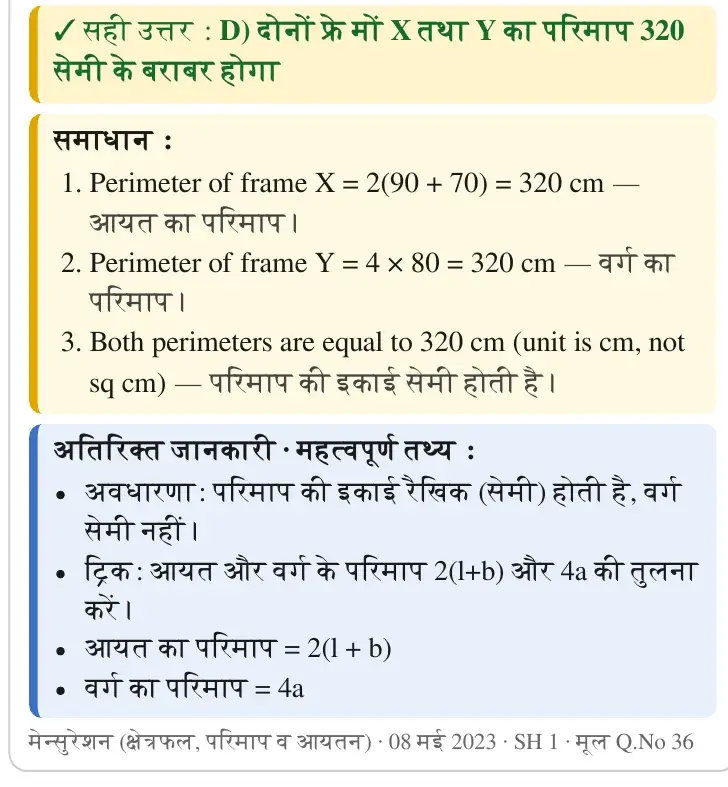 ✓ सही उत्तर : D) दोनों फ्रेमों X तथा Y का परिमाप 320
सेमी के बराबर होगा
समाधान :
1. Perimeter of frame X = 2(90 + 70) = 320 cm —
आयत का परिमाप।
2. Perimeter of frame Y = 4 × 80 = 320 cm — वर्ग का
परिमाप।
3. Both perimeters are equal to 320 cm (unit is cm, not
sq cm) — परिमाप की इकाई सेमी होती है।
अतिरिक्त जानकारी · महत्वपूर्ण तथ्य :
• अवधारणा : परिमाप की इकाई रैखिक (सेमी) होती है, वर्ग
सेमी नहीं।
• ट्रिक : आयत और वर्ग के परिमाप 2(l+b) और 4a की तुलना
करें।
• आयत का परिमाप = 2(l + b)
• वर्ग का परिमाप = 4a
मेन्सुरेशन (क्षेत्रफल, परिमाप व आयतन) · 08 मई 2023 · SH 1 · मूल Q.No 36